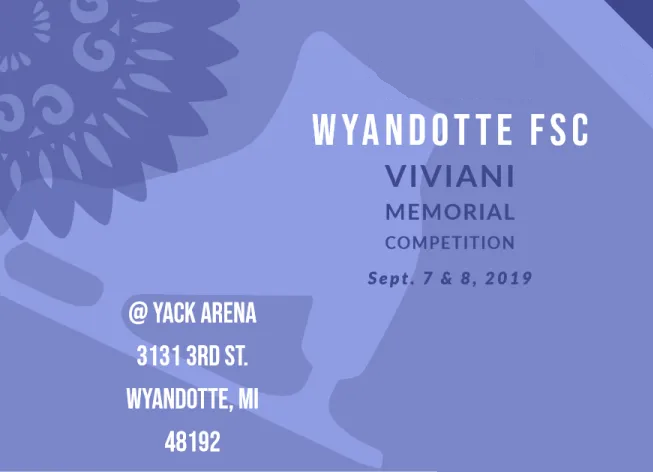 WYANDOTTE FSC
VIVIANI
MEMORIAL
COMPETITION
Sept. 7 & 8, 2019
@ YACK ARENA
3131 3RD ST.
WYANDOTTE, MI
48192